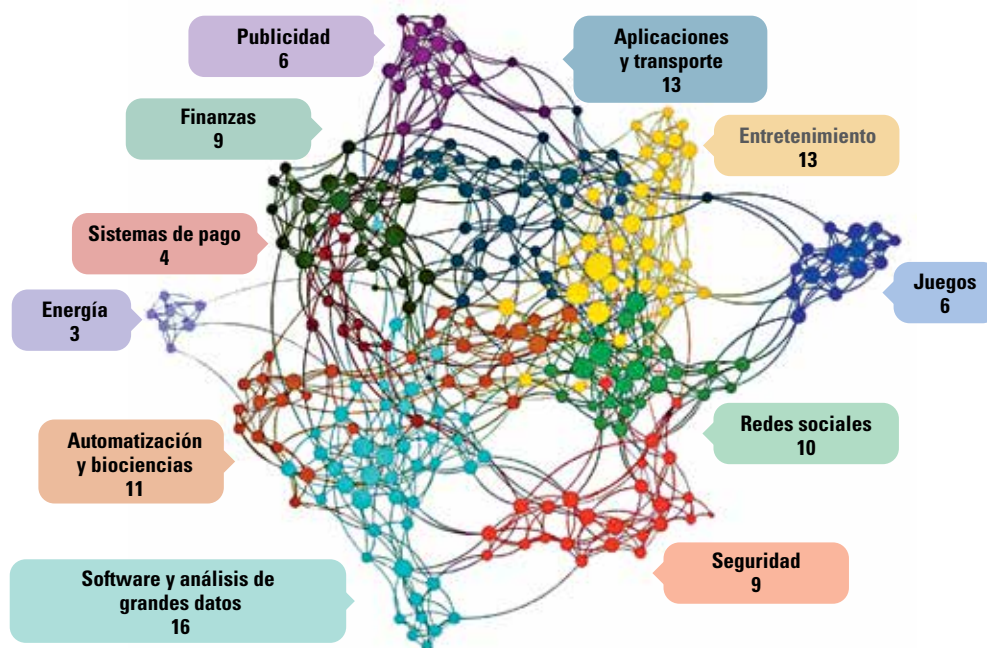 Publicidad
6
Aplicaciones
y transporte
13
Finanzas
9
Entretenimiento
13
Sistemas de pago
4
Energía
3
Juegos
6
Redes sociales
10
Automatización
y biociencias
11
Seguridad
9
Software y análisis de
grandes datos
16